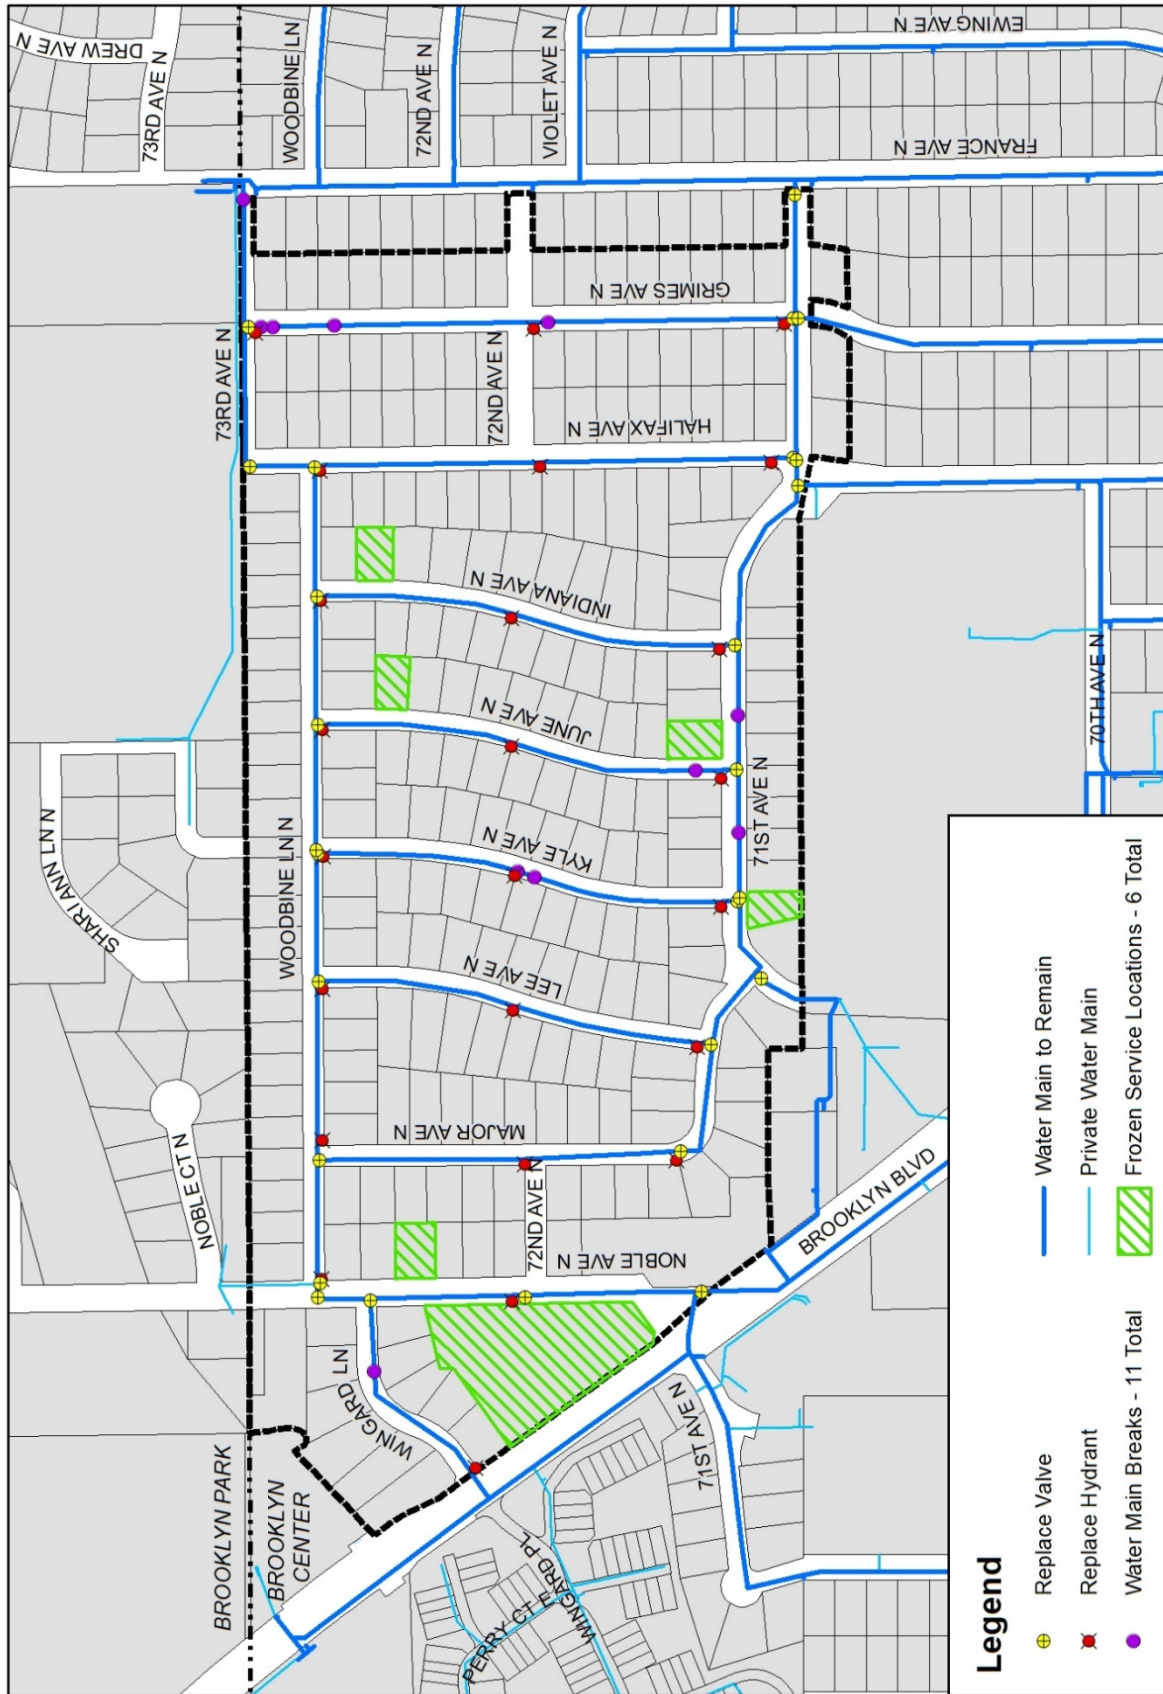 DREW AVE N
73RD AVE N
WOODBINE LN
72ND AVE N
VIOLET AVE N
EWING AVE N
FRANCE AVE N
73RD AVE N
GRIMES AVE N
72ND AVE N
HALIFAX AVE N
INDIANA AVE N
JUNE AVE N
KYLE AVE N
71ST AVE N
70TH AVE N
SHARI ANN LN N
WOODBINE LN N
LEE AVE N
MAJOR AVE N
NOBLE CT N
72ND AVE N
NOBLE AVE N
BROOKLYN BLVD
WINGARD LN
71ST AVE N
BROOKLYN PARK
BROOKLYN
CENTER
WINGARD PL
PERRY CT E
Legend
Replace Valve
Replace Hydrant
Water Main Breaks - 11 Total
Water Main to Remain
Private Water Main
Frozen Service Locations - 6 Total